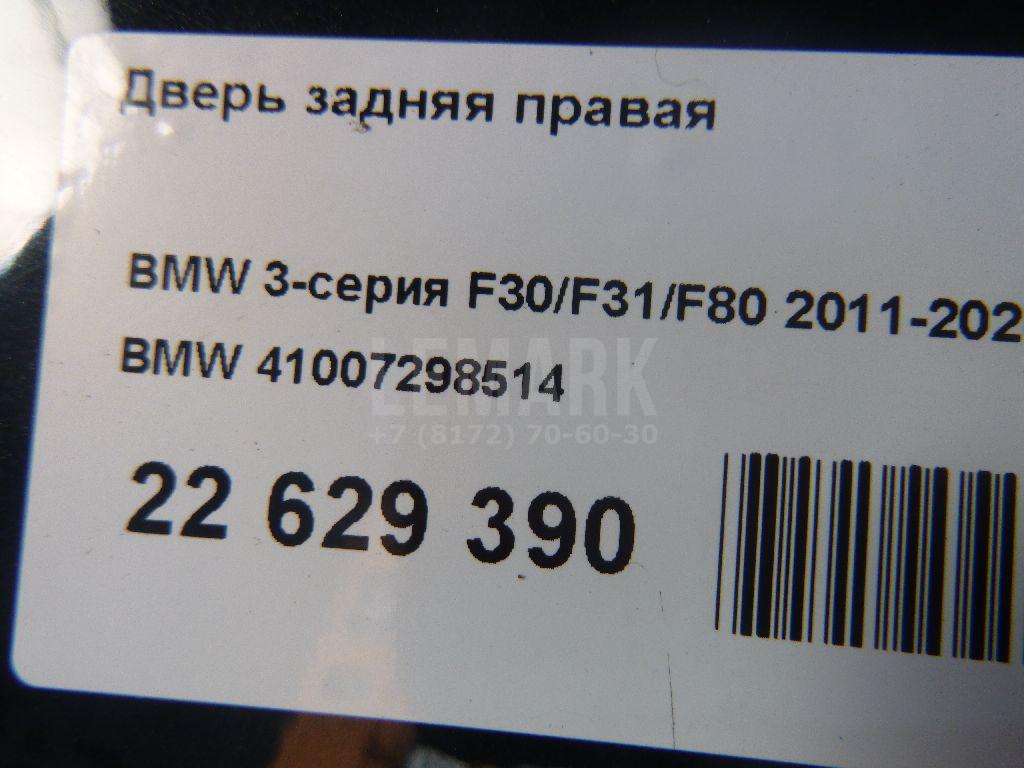 Дверь задняя правая
BMW 3-серия F30/F31/F80 2011-202
BMW 41007298514
LEMARK
+7 (8172) 70-60-30
22 629 390